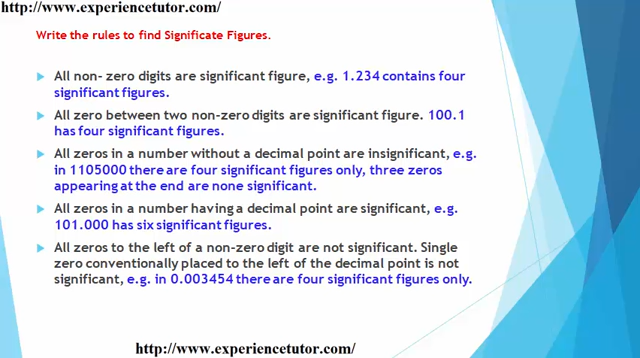 http://www.experiencetutor.com/
Write the rules to find Significate Figures.
All non- zero digits are significant figure, e.g. 1.234 contains four
significant figures.
All zero between two non-zero digits are significant figure. 100.1
has four significant figures.
All zeros in a number without a decimal point are insignificant, e.g.
in 1105000 there are four significant figures only, three zeros
appearing at the end are none significant.
All zeros in a number having a decimal point are significant, e.g.
101.000 has six significant figures.
All zeros to the left of a non-zero digit are not significant. Single
zero conventionally placed to the left of the decimal point is not
significant, e.g. in 0.003454 there are four significant figures only.
http://www.experiencetutor.com/